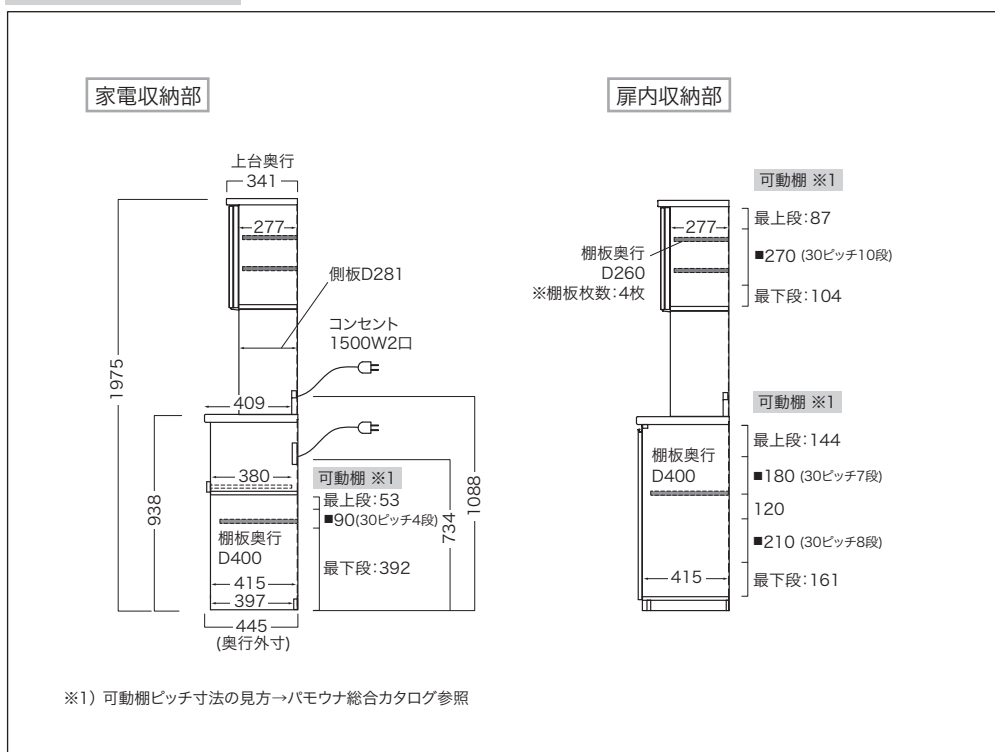 家電収納部
上台奥行
341
277
側板D281
コンセント
1500W2口
409
1975
938
380
可動棚 ※1
最上段:53
■90(30ピッチ4段)
最下段:392
棚板奥行
D400
415
397
445
(奥行外寸)
734
1088
扉内収納部
可動棚 ※1
最上段:87
277
■270 (30ピッチ10段)
棚板奥行
D260
※棚板枚数:4枚
最下段:104
可動棚 ※1
最上段:144
棚板奥行
D400
■180 (30ピッチ7段)
120
■210 (30ピッチ8段)
415
最下段:161
※1) 可動棚ピッチ寸法の見方→パモウナ総合カタログ参照